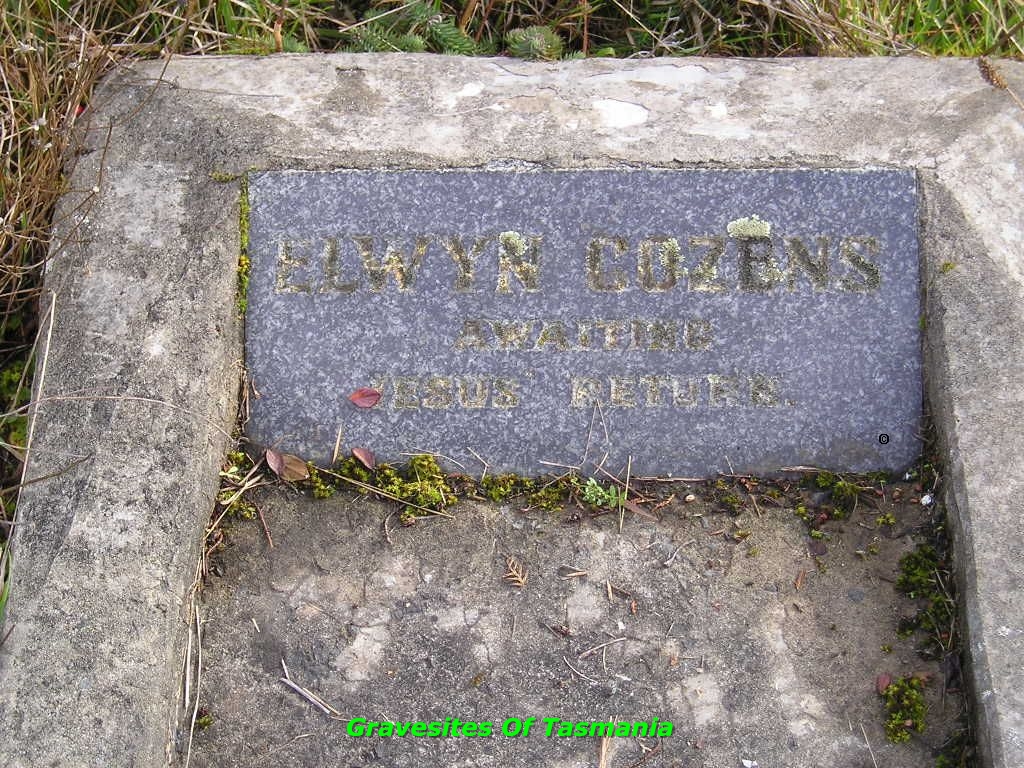 ELWYN COZENS
AWAITING
JESUS' RETURN.
©
Gravesites Of Tasmania